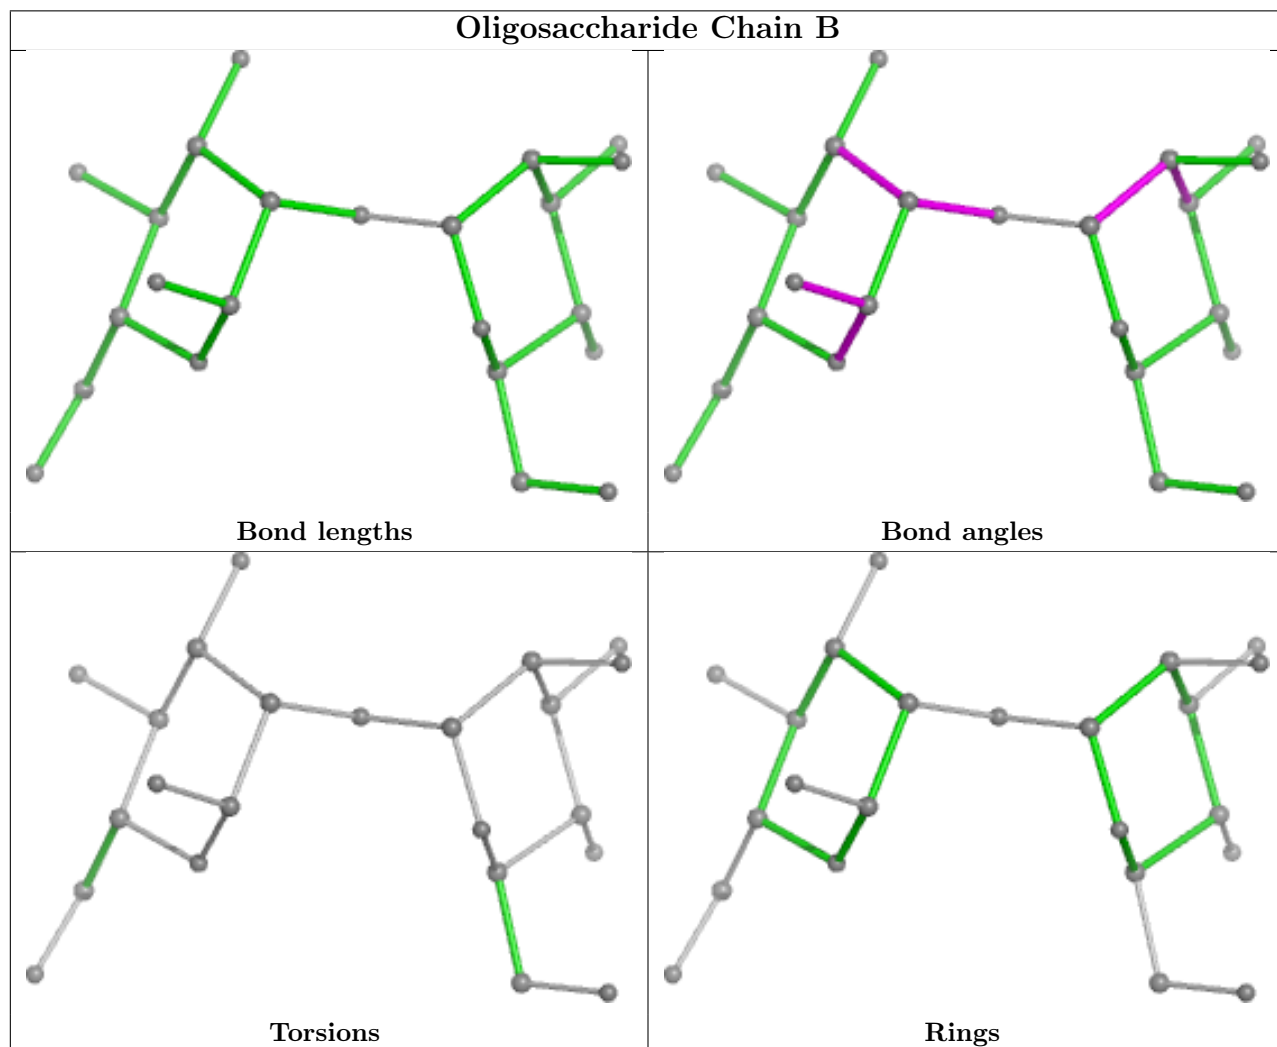 Oligosaccharide Chain B
Bond lengths
Bond angles
Torsions
Rings